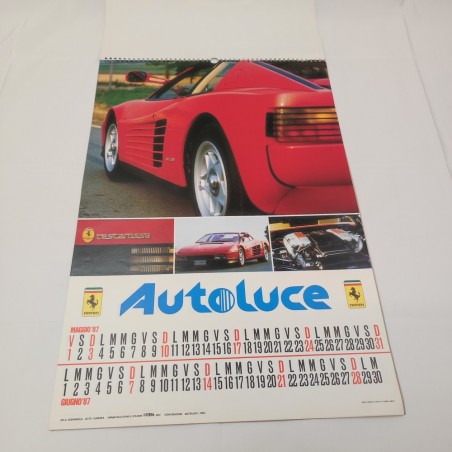 testarossa
Autoluce
Ferrari
Ferrari
MAGGIO'87
V S D L M M G V S D L M M G V S D L M M G V S D L M M G V S D
1 2 3 4 5 6 7 8 9 10 11 12 13 14 15 16 17 18 19 20 21 22 23 24 25 26 27 28 29 30 31
L M M G V S D L M M G V S D L M M G V S D L M M G V S D L M
1 2 3 4 5 6 7 8 9 10 11 12 13 14 15 16 17 18 19 20 21 22 23 24 25 26 27 28 29 30
GIUGNO'87